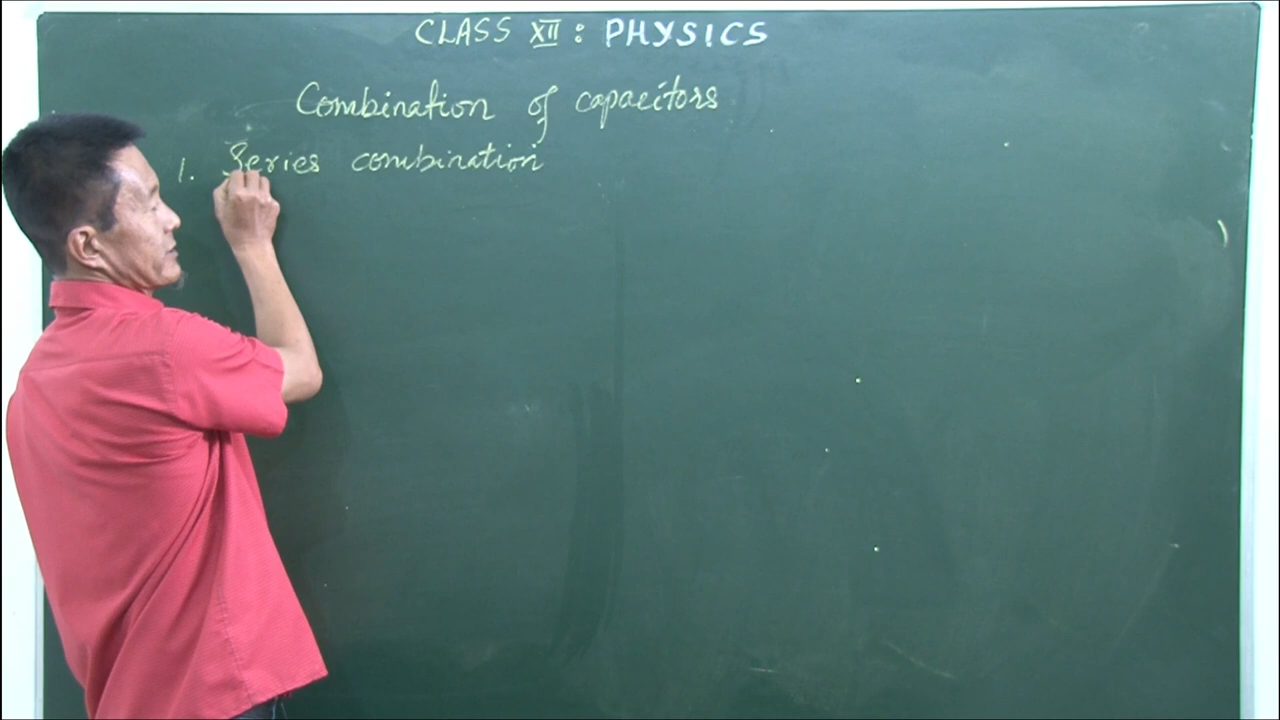 CLASS XII : PHYSICS
Combination of capacitors
1. Series combination